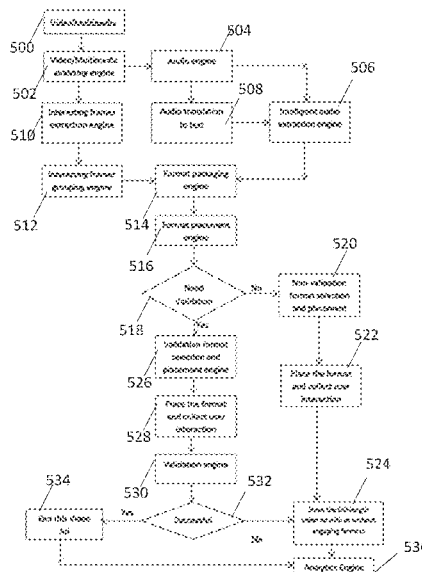 500
Video/Multimedia
502
Video/Multimedia
analyzing engine
504
Audio engine
506
Intelligent audio
extraction engine
508
Audio translation
to text
510
Interesting frames
extraction engine
512
Interesting frames
grouping engine
514
Format packaging
engine
516
Format placement
engine
518
Need
Validation
No
Yes
520
Non-validation
format selection
and placement
522
Place the format
and collect user
interaction
526
Validation format
selection and
placement engine
528
Place the format
and collect user
interaction
530
Validation engine
532
Successful
Yes
No
534
524
engaging formats
Analytics Engine